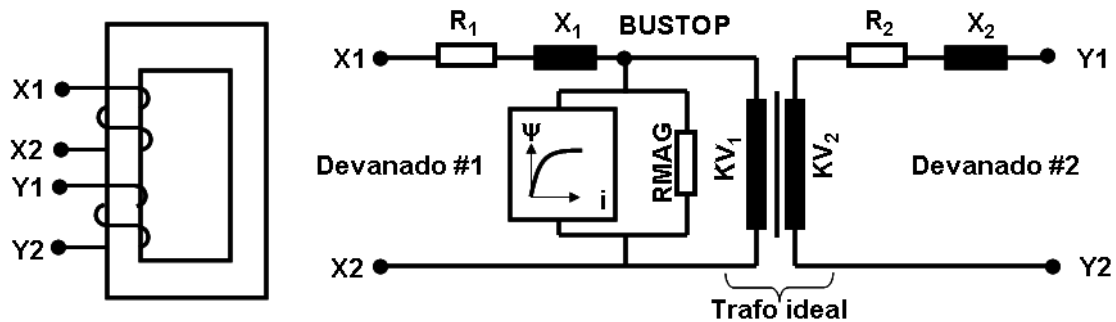 X1
X2
Y1
Y2
R1 X1 BUSTOP R2 X2
X1 Y1
Ψ
i
RMAG
KV1
KV2
Devanado #1 Devanado #2
X2 Y2
Trafo ideal